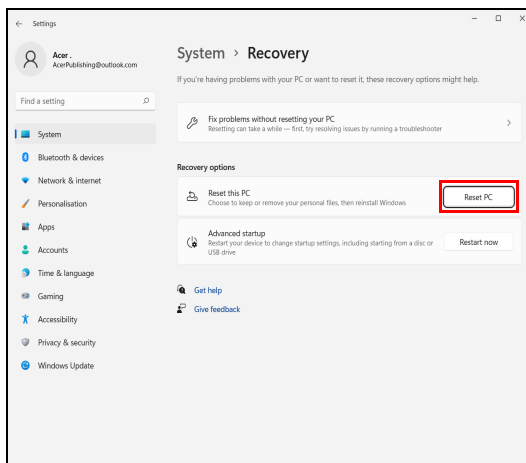 Settings
Acer .
AcerPublishing@outlook.com
Find a setting
System
Bluetooth & devices
Network & internet
Personalisation
Apps
Accounts
Time & language
Gaming
Accessibility
Privacy & security
Windows Update
System > Recovery
If you're having problems with your PC or want to reset it, these recovery options might help.
Fix problems without resetting your PC
Resetting can take a while — first, try resolving issues by running a troubleshooter
Recovery options
Reset this PC
Choose to keep or remove your personal files, then reinstall Windows
Reset PC
Advanced startup
Restart your device to change startup settings, including starting from a disc or
USB drive
Restart now
Get help
Give feedback